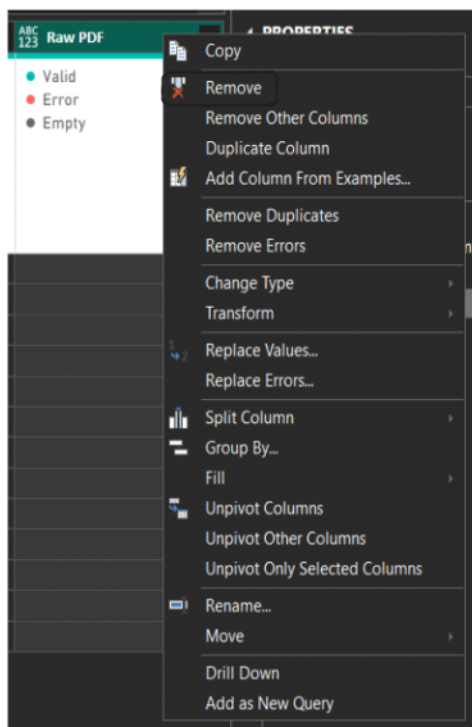 PROPERTIES
ABC
123 Raw PDF
Valid
Error
Empty
Copy
Remove
Remove Other Columns
Duplicate Column
Add Column From Examples...
Remove Duplicates
Remove Errors
Change Type
Transform
1
2
Replace Values...
Replace Errors...
Split Column
Group By...
Fill
Unpivot Columns
Unpivot Other Columns
Unpivot Only Selected Columns
Rename...
Move
Drill Down
Add as New Query